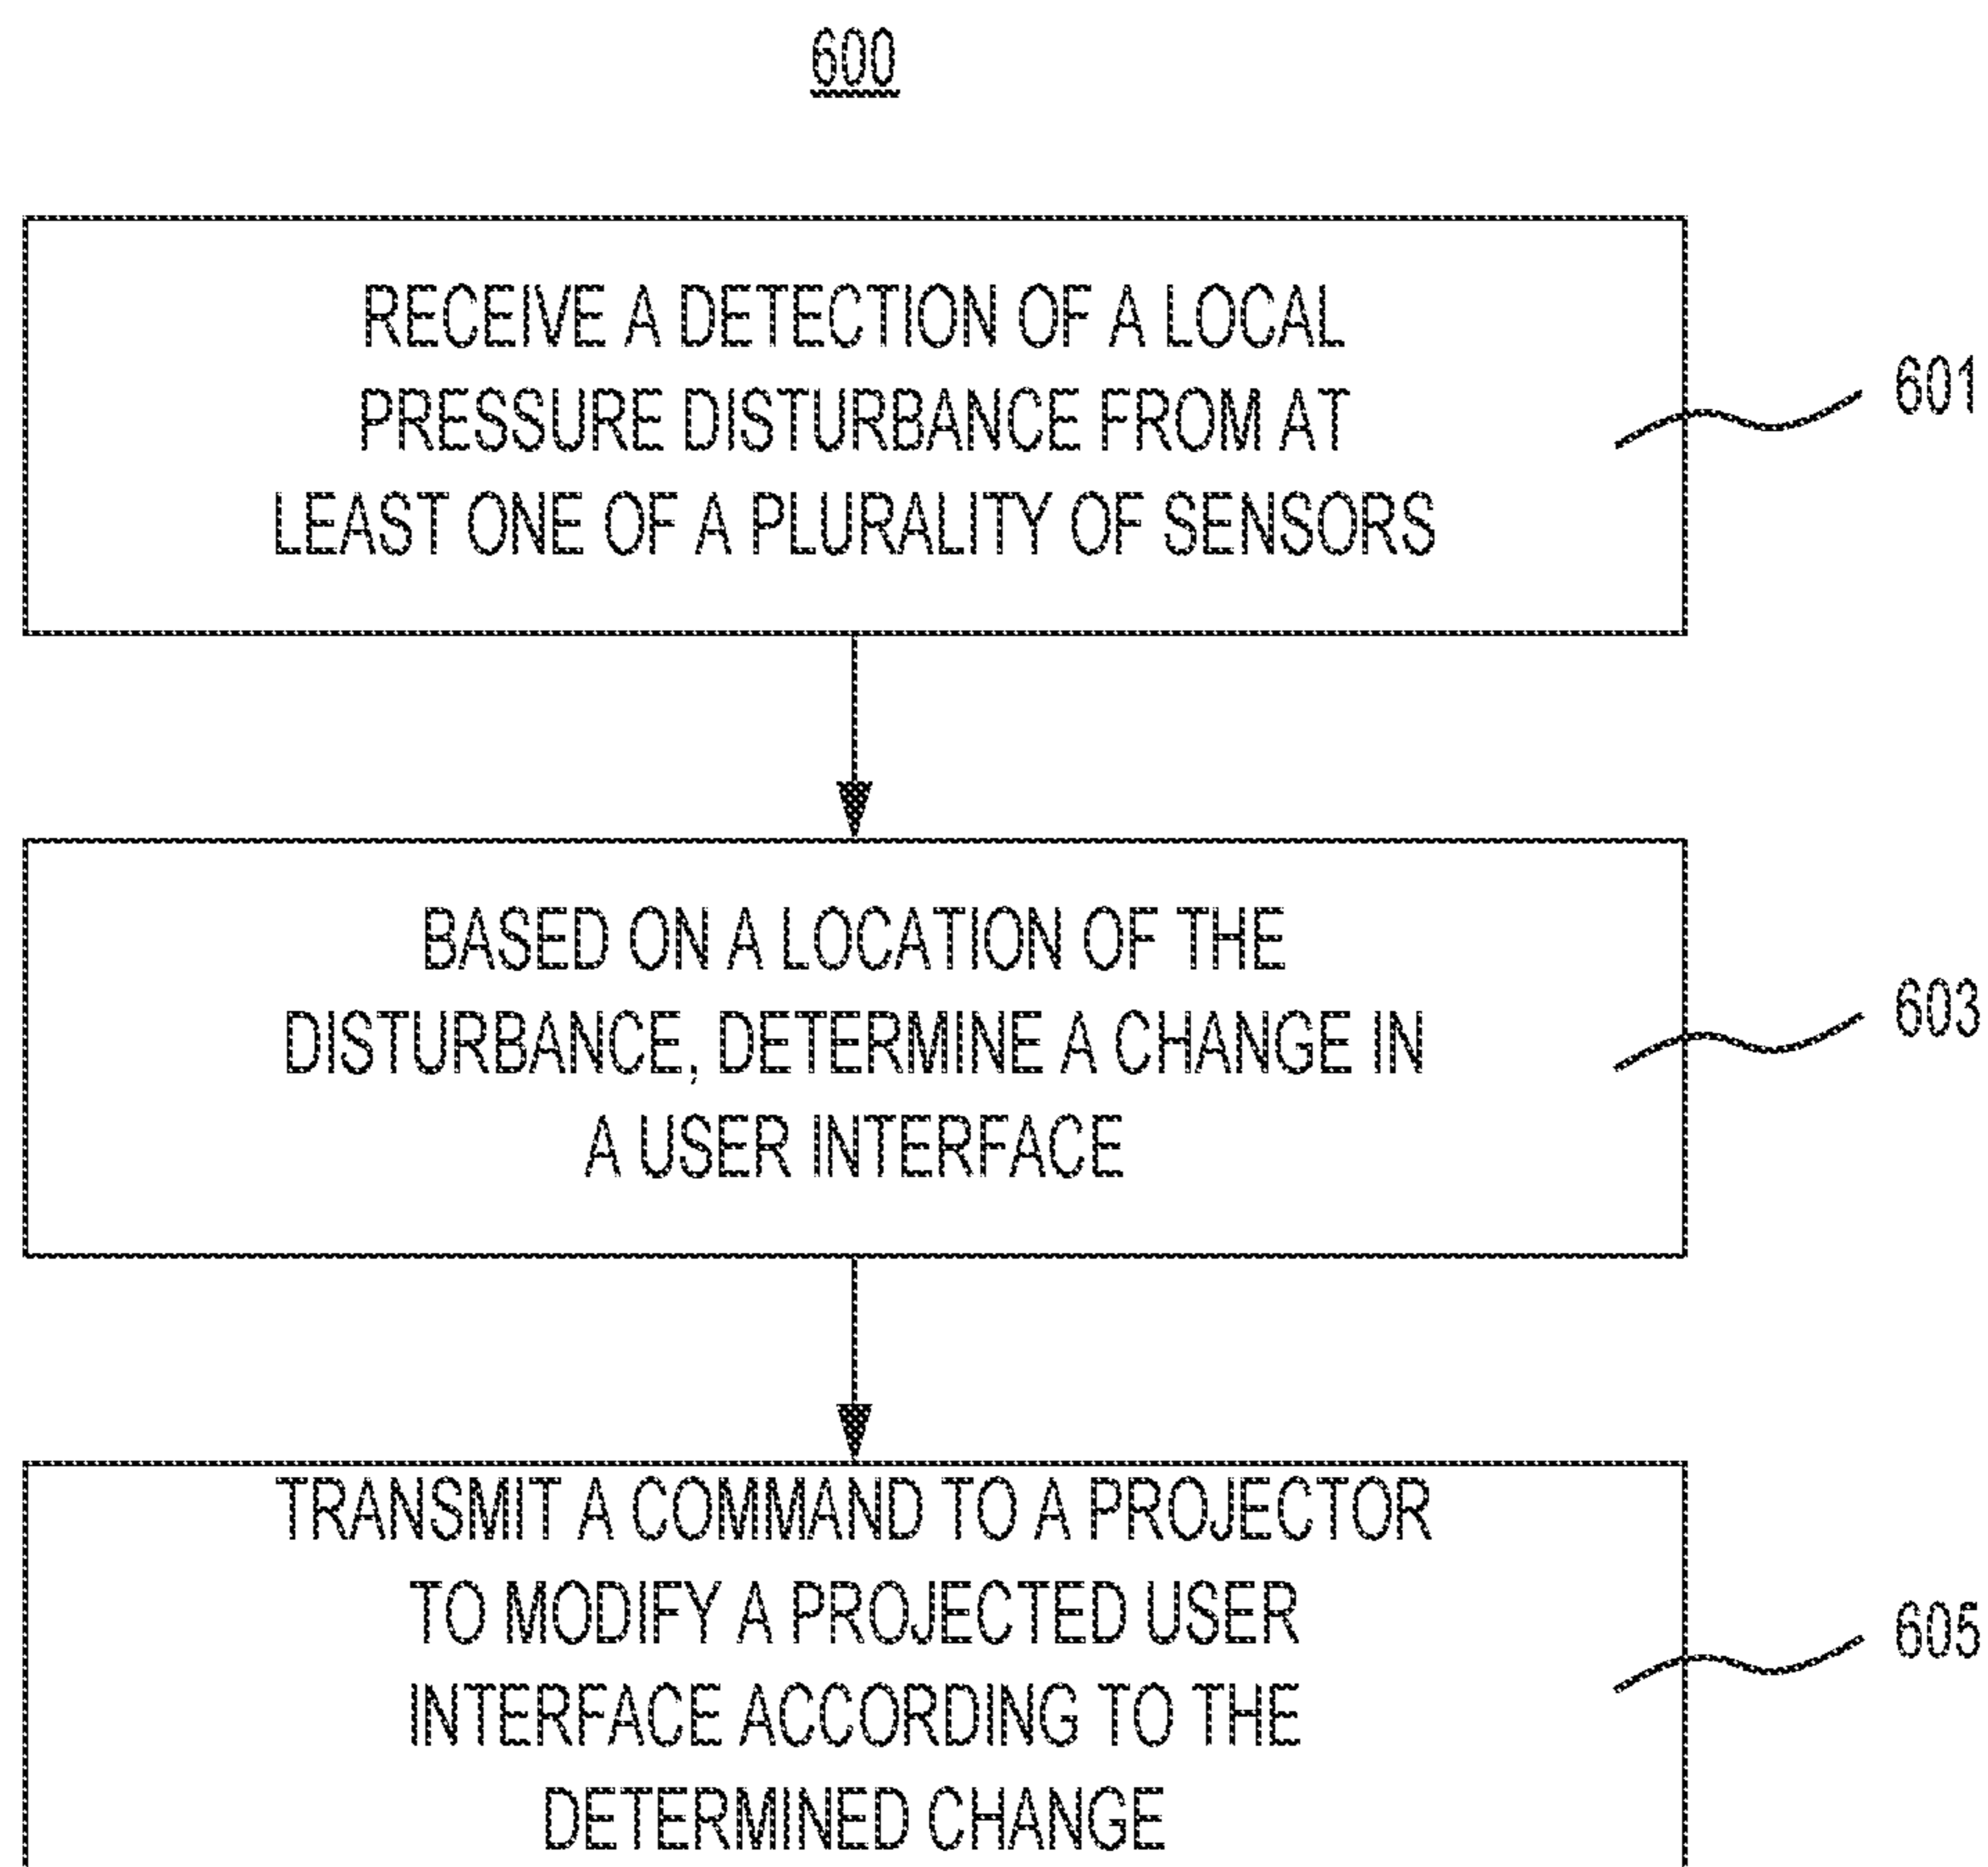 600
RECEIVE A DETECTION OF A LOCAL
PRESSURE DISTURBANCE FROM AT
LEAST ONE OF A PLURALITY OF SENSORS
601
BASED ON A LOCATION OF THE
DISTURBANCE, DETERMINE A CHANGE IN
A USER INTERFACE
603
TRANSMIT A COMMAND TO A PROJECTOR
TO MODIFY A PROJECTED USER
INTERFACE ACCORDING TO THE
DETERMINED CHANGE
605